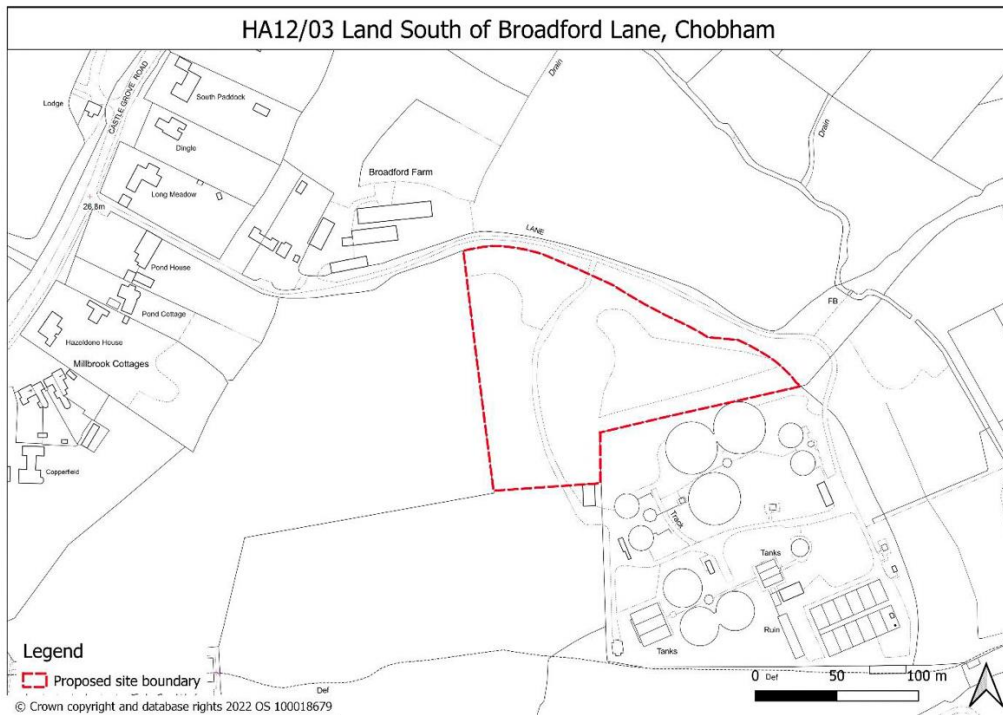 HA12/03 Land South of Broadford Lane, Chobham
CASTLE GROVE ROAD
South Paddock
Drain
Lodge
Drain
Dingle
Broadford Farm
Long Meadow
26.8m
LANE
Pond House
FB
Pond Cottage
Hazeldene House
Millbrook Cottages
Copperfield
Track
Tanks
Ruin
Tanks
Legend
Proposed site boundary
Def
0 Def 50 100 m
© Crown copyright and database rights 2022 OS 100018679